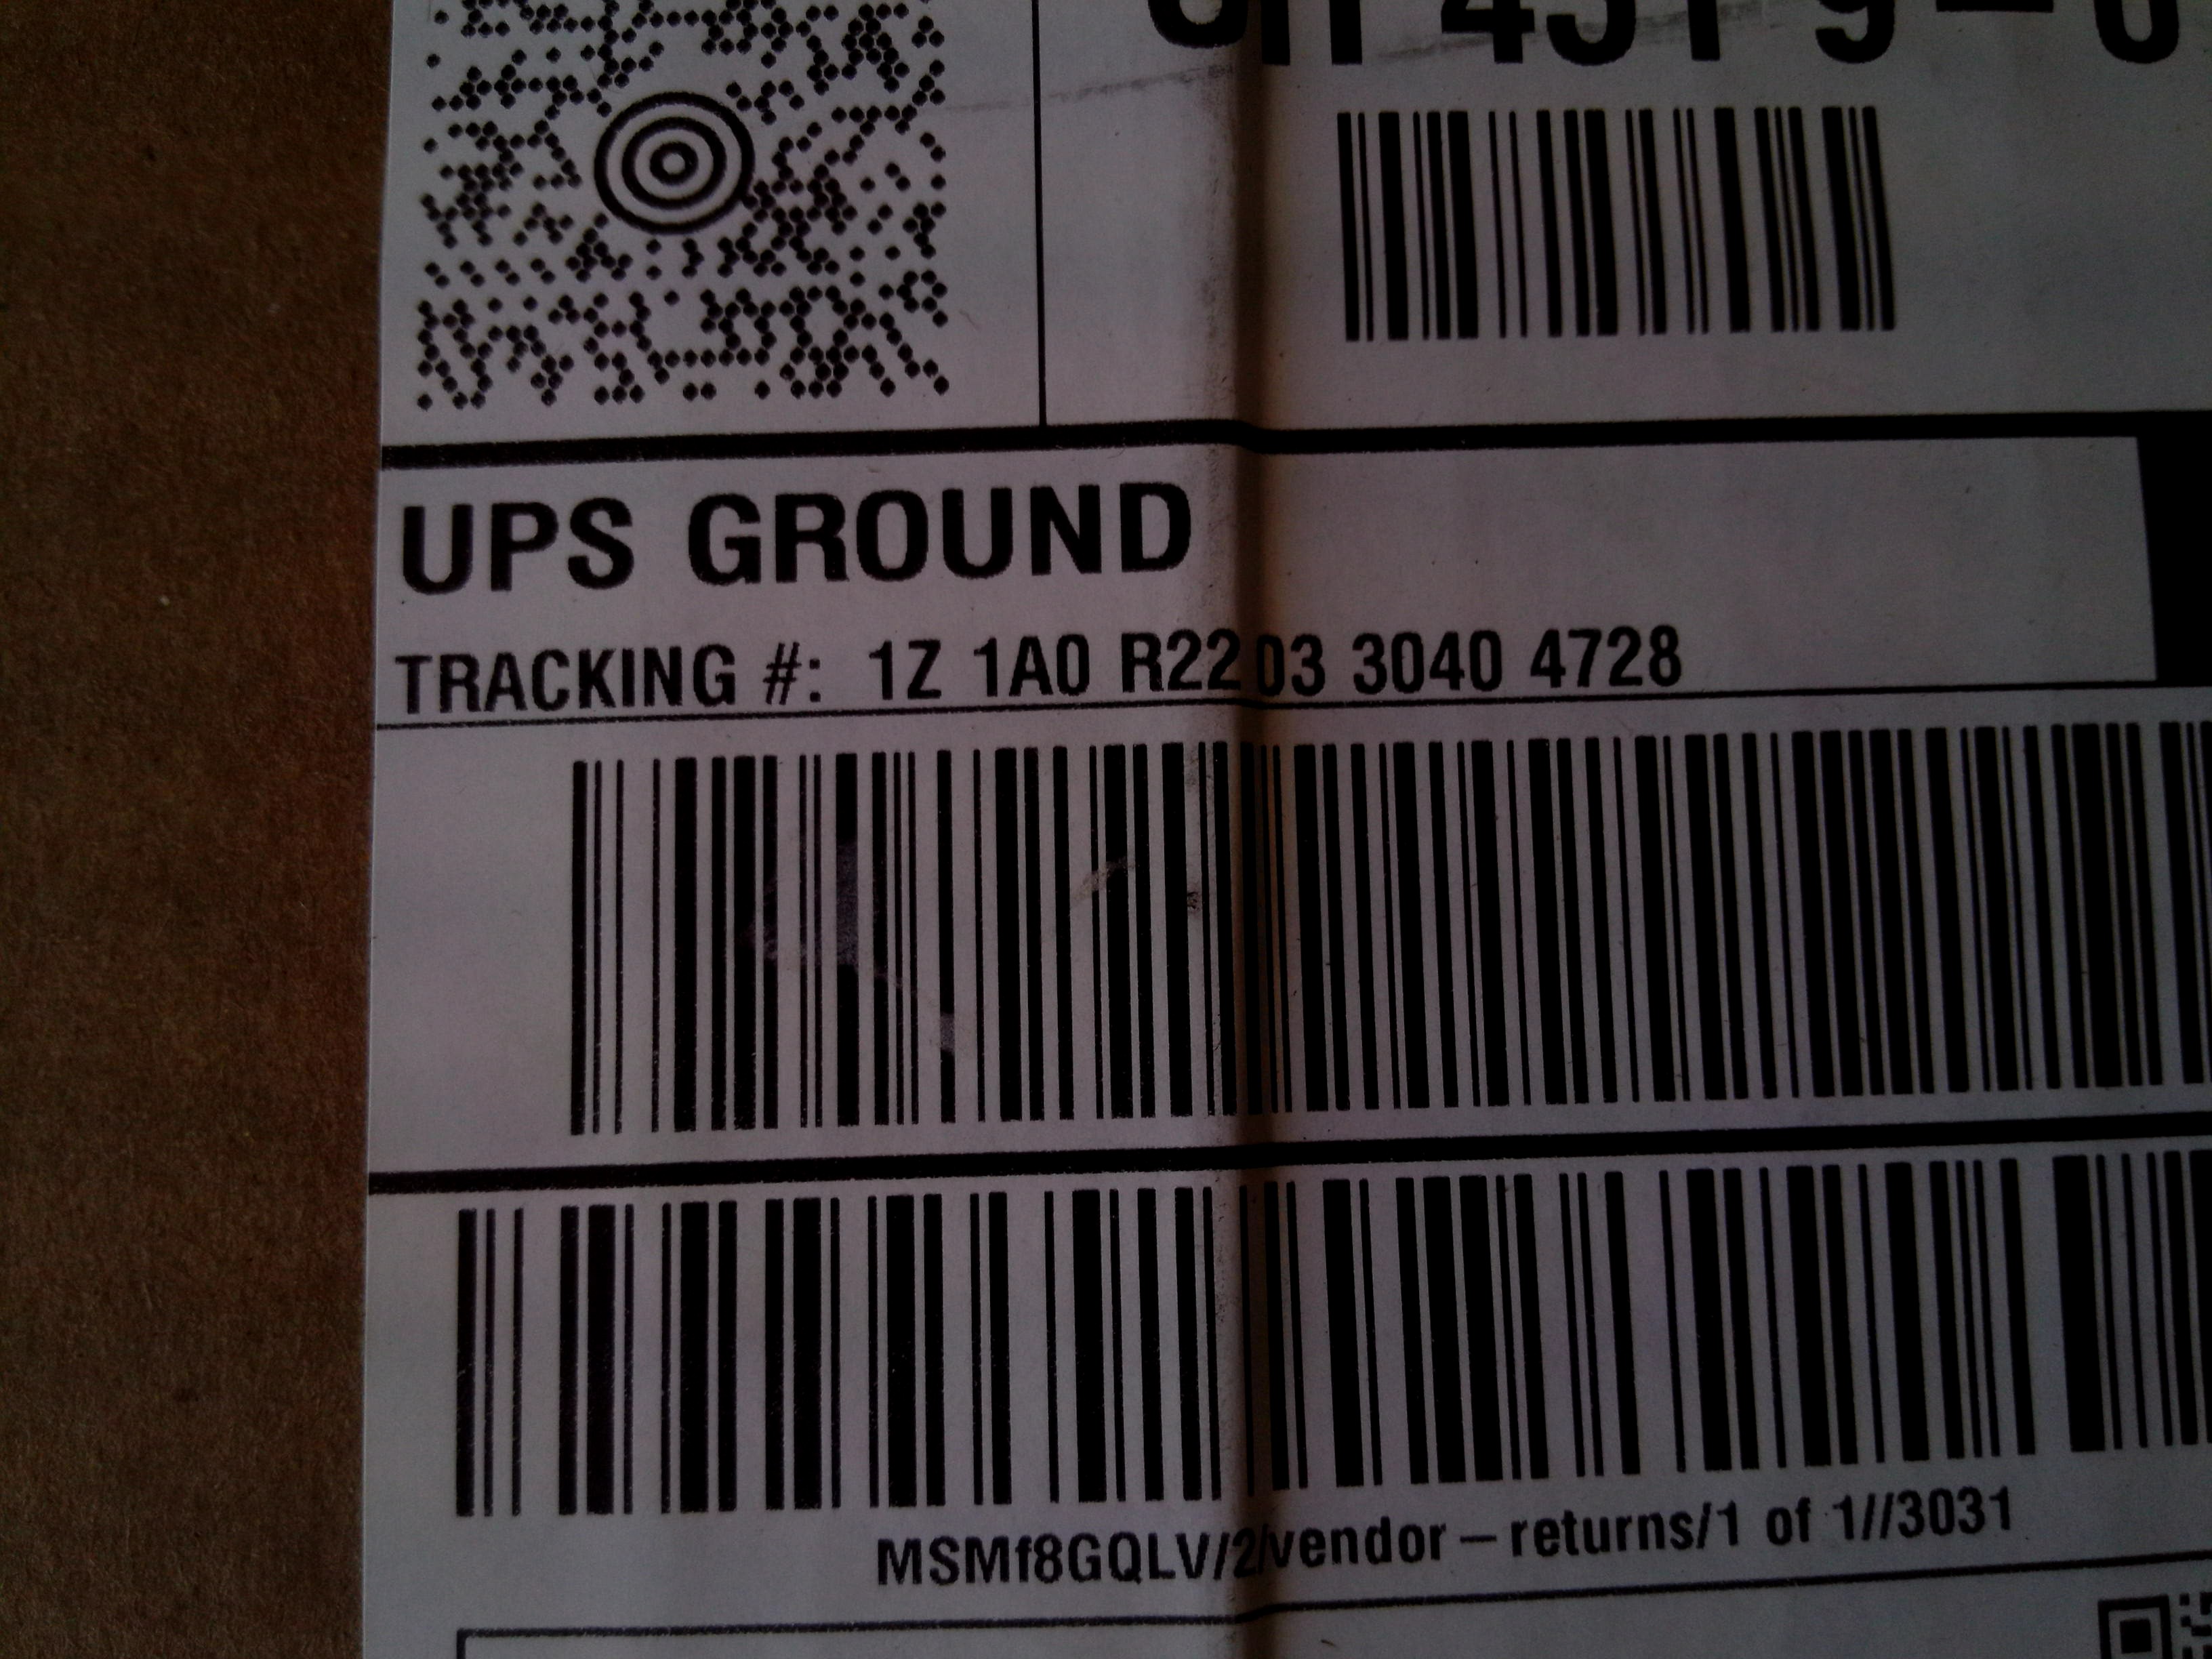 UPS GROUND
TRACKING #: 1Z 1A0 R22 03 3040 4728
MSMf8GQLV/2/vendor-returns/1 of 1//3031